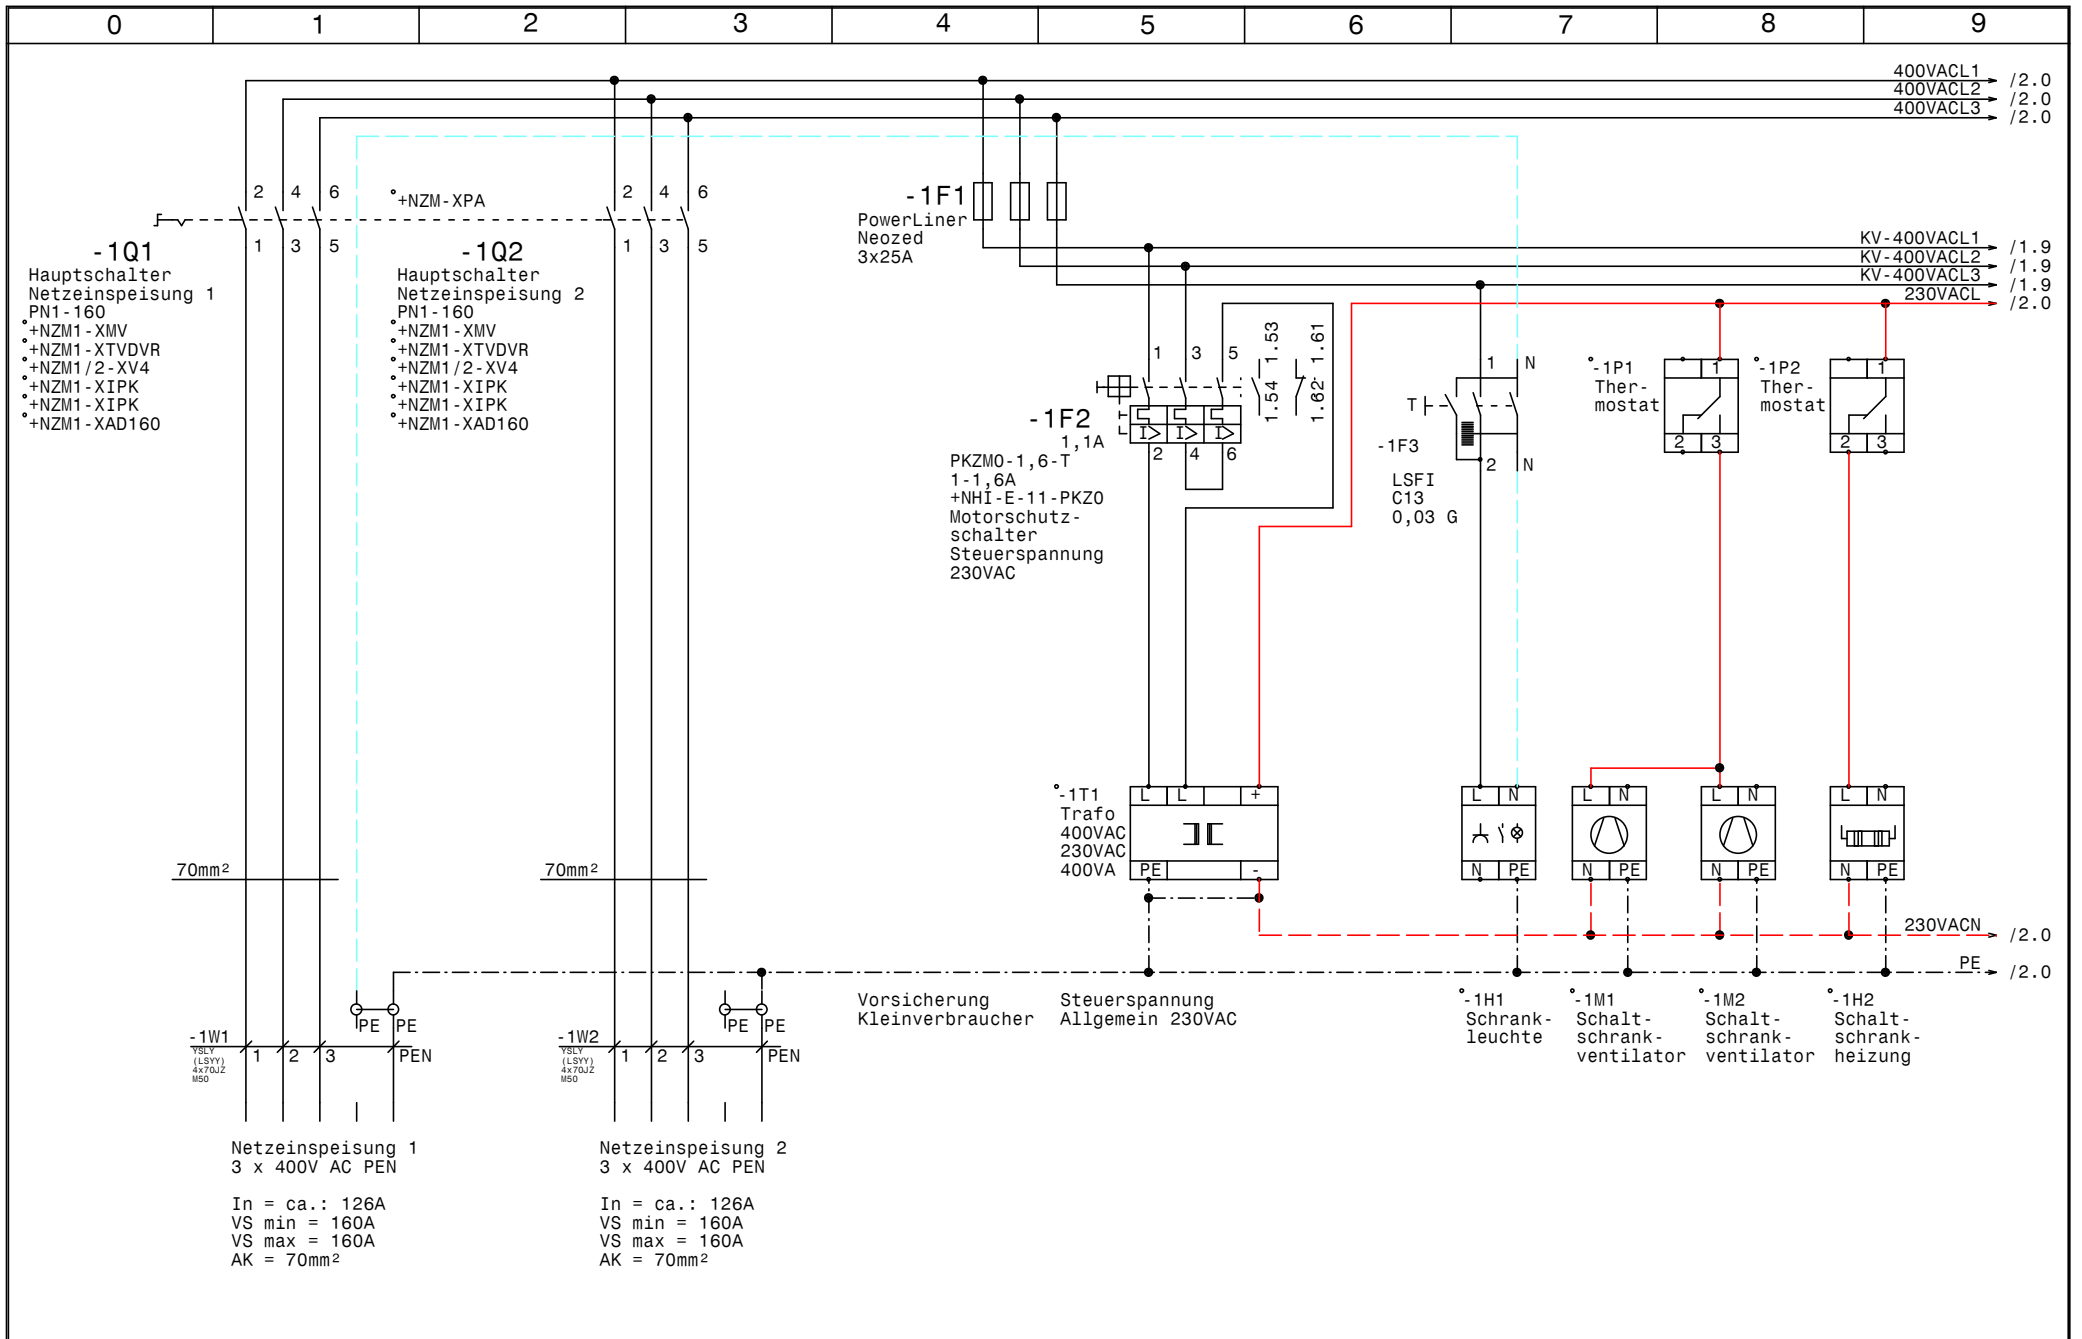 0 1 2 3 4 5 6 7 8 9
400VACL1 /2.0
400VACL2 /2.0
400VACL3 /2.0
2 4 6
+NZM-XPA
2 4 6
1 3 5
1 3 5
-1Q1
Hauptschalter
Netzeinspeisung 1
PN1-160
°+NZM1-XMV
°+NZM1-XTVDVR
°+NZM1/2-XV4
°+NZM1-XIPK
°+NZM1-XIPK
°+NZM1-XAD160
-1Q2
Hauptschalter
Netzeinspeisung 2
PN1-160
°+NZM1-XMV
°+NZM1-XTVDVR
°+NZM1/2-XV4
°+NZM1-XIPK
°+NZM1-XIPK
°+NZM1-XAD160
-1F1
PowerLiner
Neozed
3x25A
KV-400VACL1 /1.9
KV-400VACL2 /1.9
KV-400VACL3 /1.9
230VACL /2.0
1 3 5
1.54 1.53
1.62 1.61
I> I> I>
2 4 6
-1F2
1,1A
PKZMO-1,6-T
1-1,6A
+NHI-E-11-PKZO
Motorschutz-
schalter
Steuerspannung
230VAC
1 N
T
2 N
-1F3
LSFI
C13
0,03 G
°-1P1
Ther-
mostat
1
2 3
°-1P2
Ther-
mostat
1
2 3
°-1T1
Trafo
400VAC
230VAC
400VA
L L +
PE -
L N
N PE
L N
N PE
L N
N PE
L N
N PE
70mm²
70mm²
230VACN /2.0
PE /2.0
PE PE
PE PE
-1W1
YSLY
(LSYY)
4x70JZ
M50
1 2 3 PEN
-1W2
YSLY
(LSYY)
4x70JZ
M50
1 2 3 PEN
Vorsicherung
Kleinverbraucher
Steuerspannung
Allgemein 230VAC
°-1H1
Schrank-
leuchte
°-1M1
Schalt-
schrank-
ventilator
°-1M2
Schalt-
schrank-
ventilator
°-1H2
Schalt-
schrank-
heizung
Netzeinspeisung 1
3 x 400V AC PEN
In = ca.: 126A
VS min = 160A
VS max = 160A
AK = 70mm²
Netzeinspeisung 2
3 x 400V AC PEN
In = ca.: 126A
VS min = 160A
VS max = 160A
AK = 70mm²